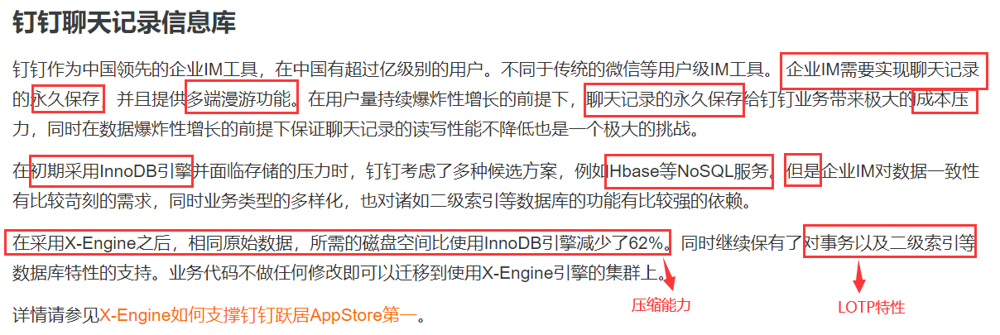 钉钉聊天记录信息库
钉钉作为中国领先的企业IM工具，在中国有超过亿级别的用户。不同于传统的微信等用户级IM工具。企业IM需要实现聊天记录
的永久保存，并且提供多端漫游功能。在用户量持续爆炸性增长的前提下，聊天记录的永久保存给钉钉业务带来极大的成本压
力，同时在数据爆炸性增长的前提下保证聊天记录的读写性能不降低也是一个极大的挑战。
在初期采用InnoDB引擎并面临存储的压力时，钉钉考虑了多种候选方案，例如Hbase等NoSQL服务。但是企业IM对数据一致性
有比较苛刻的需求，同时业务类型的多样化，也对诸如二级索引等数据库的功能有比较强的依赖。
在采用X-Engine之后，相同原始数据，所需的磁盘空间比使用InnoDB引擎减少了62%。同时继续保有了对事务以及二级索引等
数据库特性的支持。业务代码不做任何修改即可以迁移到使用X-Engine引擎的集群上。
压缩能力
LOTP特性
详情请参见X-Engine如何支撑钉钉跃居AppStore第一。